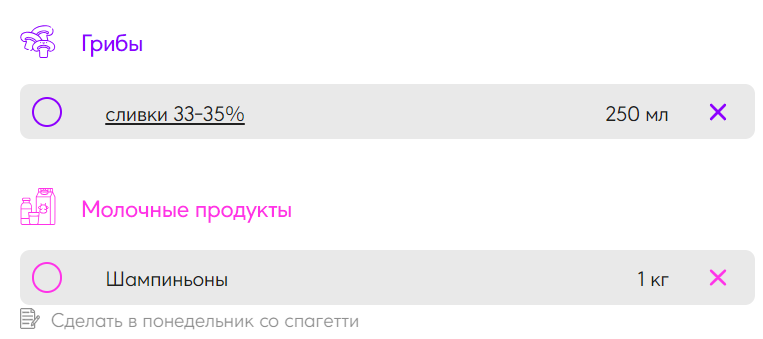 Грибы
сливки 33-35% 250 мл
Молочные продукты
Шампиньоны 1 кг
Сделать в понедельник со спагетти